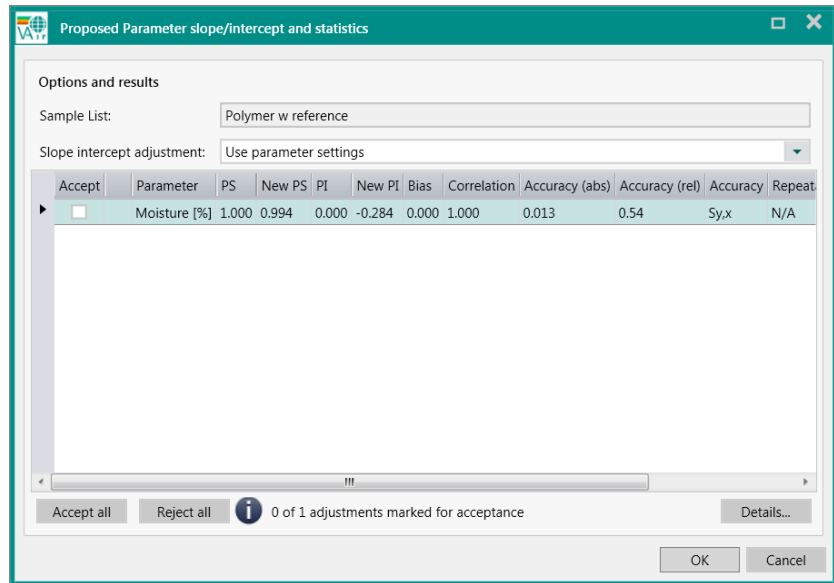 VAir
Proposed Parameter slope/intercept and statistics
Options and results
Sample List: Polymer w reference
Slope intercept adjustment: Use parameter settings
Accept Parameter PS New PS PI New PI Bias Correlation Accuracy (abs) Accuracy (rel) Accuracy Repeat
Moisture [%] 1.000 0.994 0.000 -0.284 0.000 1.000 0.013 0.54 Sy,x N/A
Accept all Reject all i 0 of 1 adjustments marked for acceptance Details...
OK Cancel